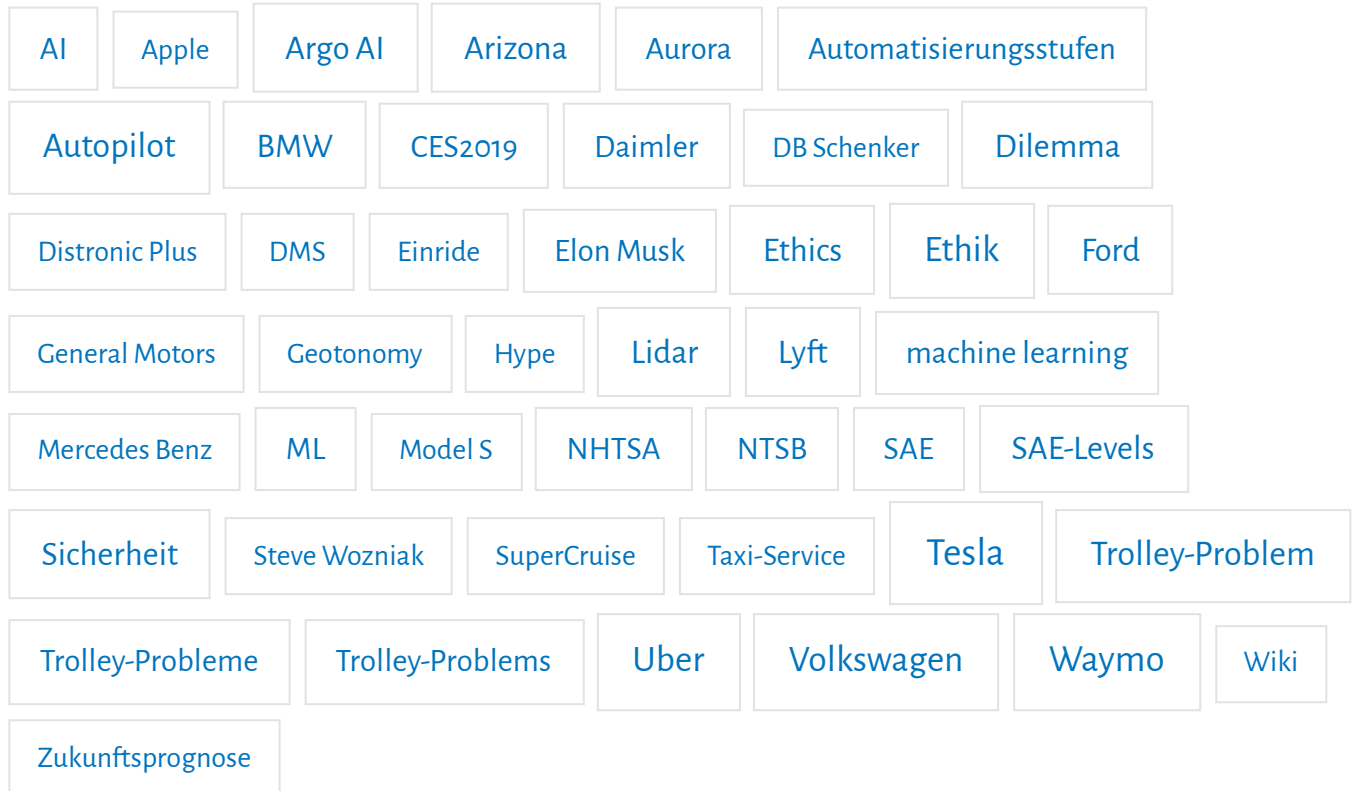 AI Apple Argo AI Arizona Aurora Automatisierungsstufen
Autopilot BMW CES2019 Daimler DB Schenker Dilemma
Distronic Plus DMS Einride Elon Musk Ethics Ethik Ford
General Motors Geotonomy Hype Lidar Lyft machine learning
Mercedes Benz ML Model S NHTSA NTSB SAE SAE-Levels
Sicherheit Steve Wozniak SuperCruise Taxi-Service Tesla Trolley-Problem
Trolley-Probleme Trolley-Problems Uber Volkswagen Waymo Wiki
Zukunftsprognose